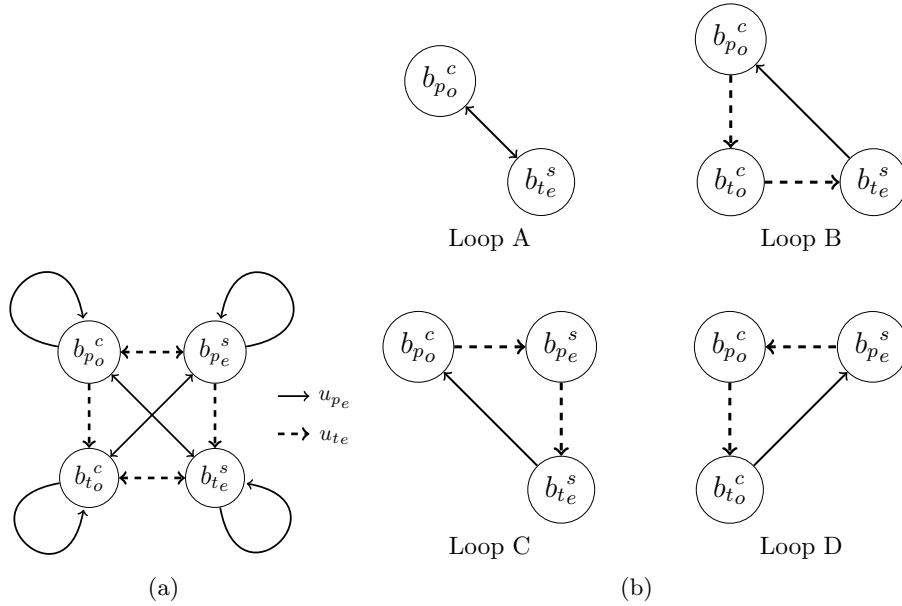 b_{p_o}^c
b_{t_e}^s
Loop A
b_{p_o}^c
b_{t_o}^c
b_{t_e}^s
Loop B
b_{p_o}^c
b_{p_e}^s
b_{t_o}^c
b_{t_e}^s
u_{p_e}
u_{t_e}
(a)
b_{p_o}^c
b_{p_e}^s
b_{t_e}^s
Loop C
b_{p_o}^c
b_{p_e}^s
b_{t_o}^c
Loop D
(b)